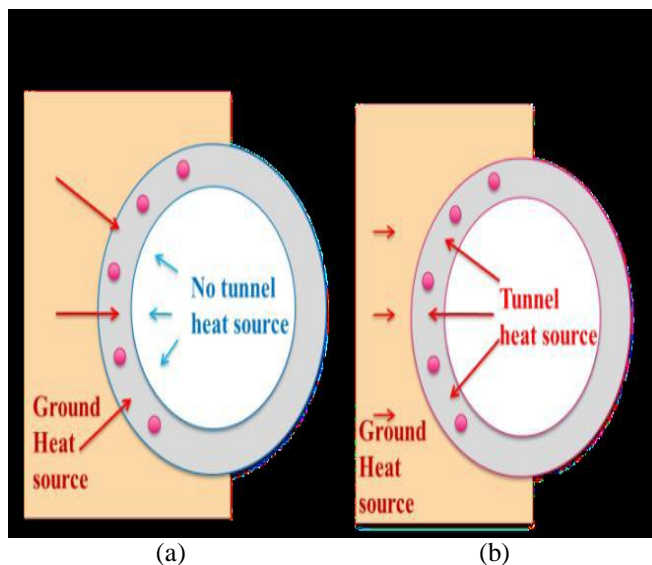 No tunnel
heat source
Ground
Heat
source
Tunnel
heat source
Ground
Heat
source
(a)
(b)